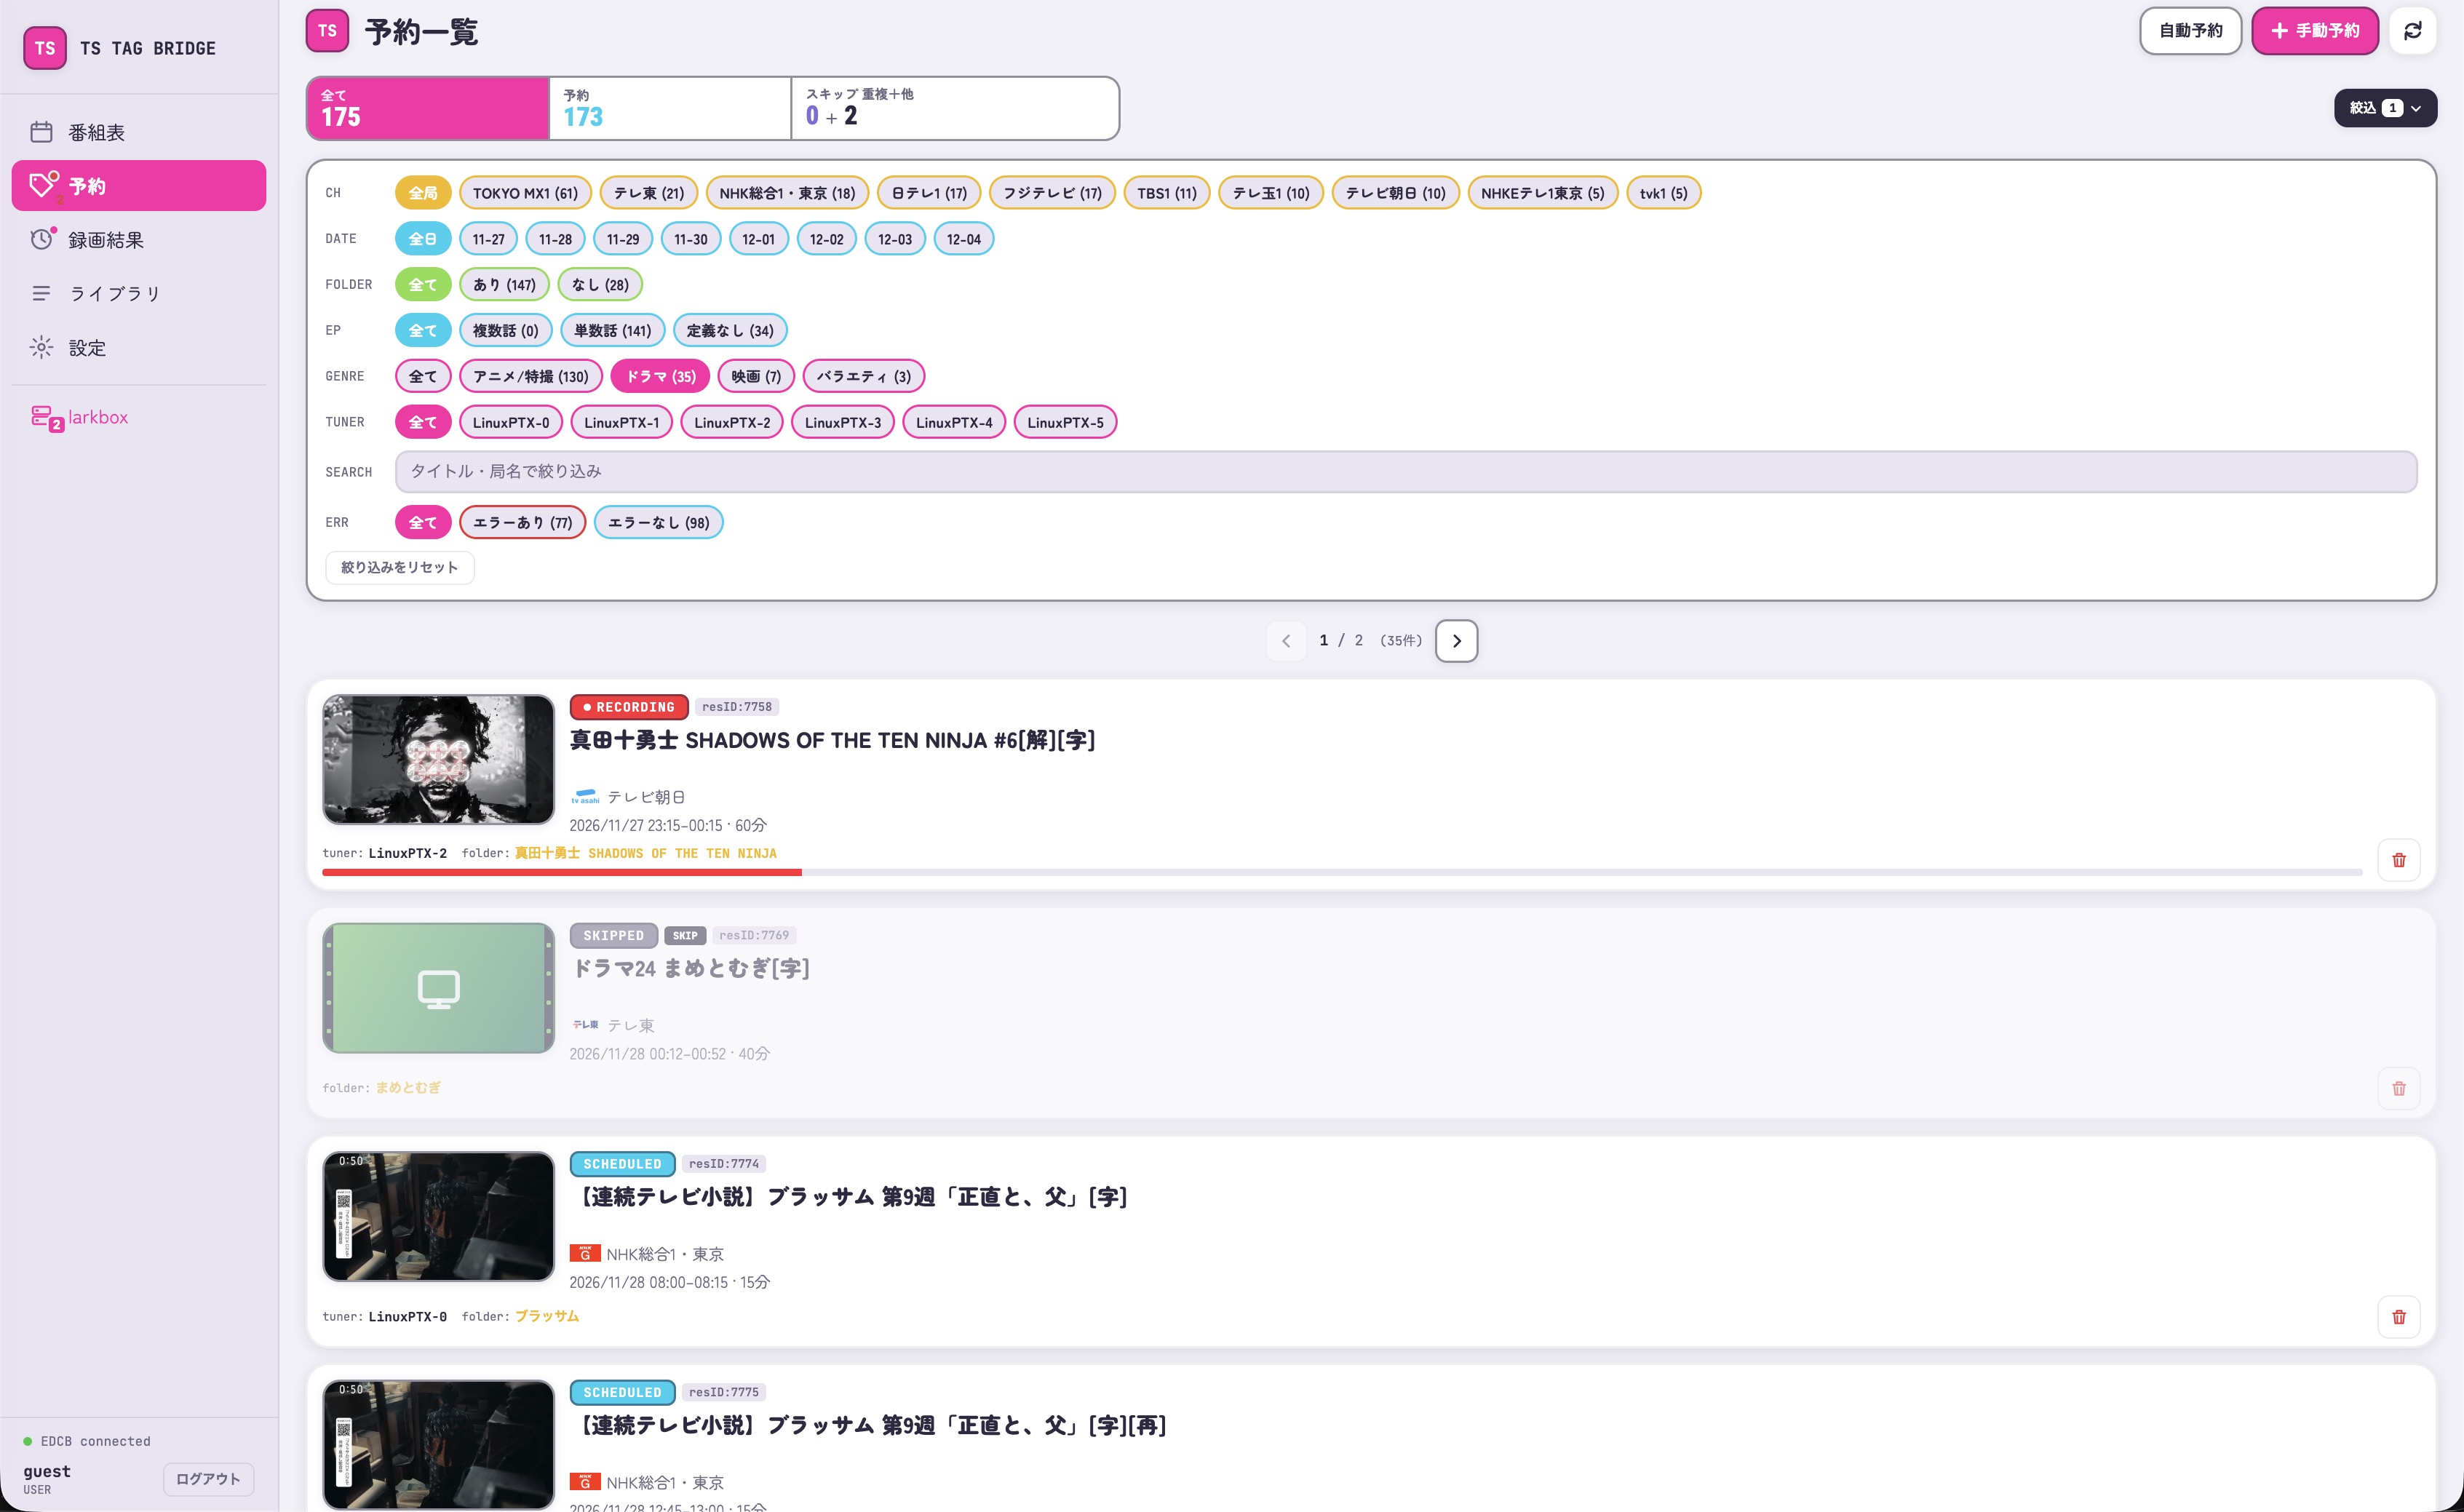 TS TS TAG BRIDGE
番組表
予約
2
録画結果
ライブラリ
設定
2 larkbox
EDCB connected
guest
USER
ログアウト
TS 予約一覧
自動予約
手動予約
全て
175
予約
173
スキップ 重複+他
0 + 2
絞込 1
CH 全局 TOKYO MX1 (61) テレ東 (21) NHK総合1・東京 (18) 日テレ1 (17) フジテレビ (17) TBS1 (11) テレ玉1 (10) テレビ朝日 (10) NHKEテレ1東京 (5) tvk1 (5)
DATE 全日 11-27 11-28 11-29 11-30 12-01 12-02 12-03 12-04
FOLDER 全て あり (147) なし (28)
EP 全て 複数話 (0) 単数話 (141) 定義なし (34)
GENRE 全て アニメ/特撮 (130) ドラマ (35) 映画 (7) バラエティ (3)
TUNER 全て LinuxPTX-0 LinuxPTX-1 LinuxPTX-2 LinuxPTX-3 LinuxPTX-4 LinuxPTX-5
SEARCH タイトル・局名で絞り込み
ERR 全て エラーあり (77) エラーなし (98)
絞り込みをリセット
1 / 2 (35件)
RECORDING resID:7758
真田十勇士 SHADOWS OF THE TEN NINJA #6[解][字]
tv asahi テレビ朝日
2026/11/27 23:15–00:15 · 60分
tuner: LinuxPTX-2 folder: 真田十勇士 SHADOWS OF THE TEN NINJA
SKIPPED SKIP resID:7769
ドラマ24 まめとむぎ[字]
テレ東 テレ東
2026/11/28 00:12–00:52 · 40分
folder: まめとむぎ
0:50
SCHEDULED resID:7774
【連続テレビ小説】ブラッサム 第9週「正直と、父」[字]
NHK G NHK総合1・東京
2026/11/28 08:00–08:15 · 15分
tuner: LinuxPTX-0 folder: ブラッサム
0:50
SCHEDULED resID:7775
【連続テレビ小説】ブラッサム 第9週「正直と、父」[字][再]
NHK G NHK総合1・東京
2026/11/28 12:45–13:00 · 15分